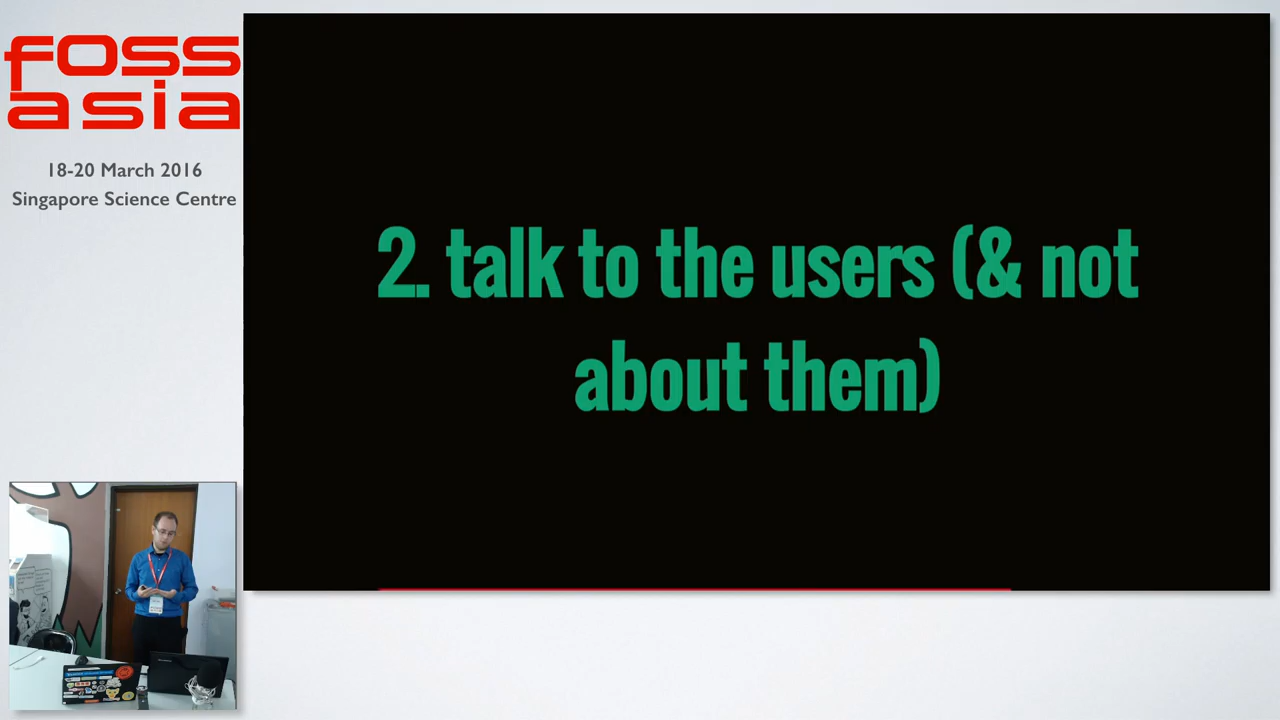 foss
asia
18-20 March 2016
Singapore Science Centre
2. talk to the users (& not
about them)